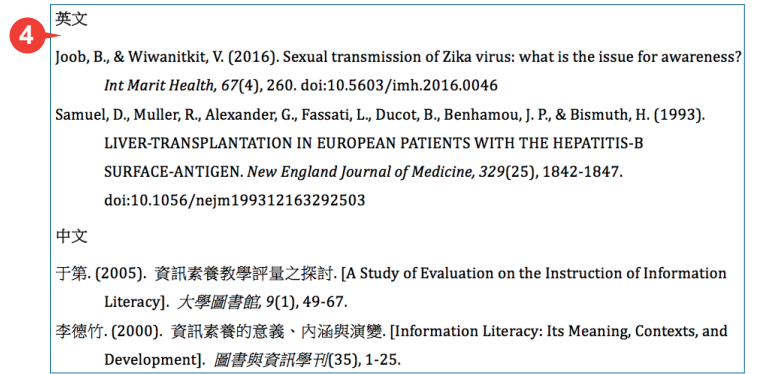 4
英文
Joob, B., & Wiwanitkit, V. (2016). Sexual transmission of Zika virus: what is the issue for awareness?
Int Marit Health, 67(4), 260. doi:10.5603/imh.2016.0046
Samuel, D., Muller, R., Alexander, G., Fassati, L., Ducot, B., Benhamou, J. P., & Bismuth, H. (1993).
LIVER-TRANSPLANTATION IN EUROPEAN PATIENTS WITH THE HEPATITIS-B
SURFACE-ANTIGEN. New England Journal of Medicine, 329(25), 1842-1847.
doi:10.1056/nejm199312163292503
中文
于第. (2005). 資訊素養教學評量之探討. [A Study of Evaluation on the Instruction of Information
Literacy]. 大學圖書館, 9(1), 49-67.
李德竹. (2000). 資訊素養的意義、內涵與演變. [Information Literacy: Its Meaning, Contexts, and
Development]. 圖書與資訊學刊(35), 1-25.